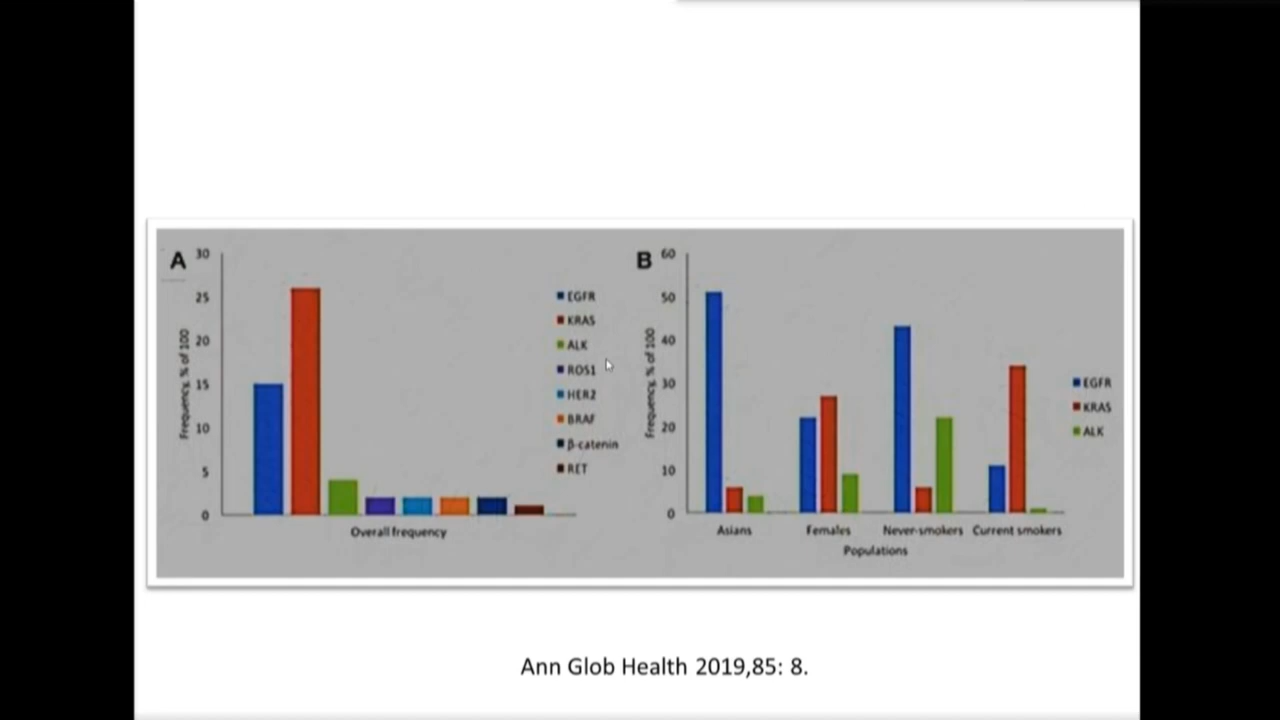 A
30
25
20
15
10
5
0
Frequency, % of 100
Overall frequency
EGFR
KRAS
ALK
ROS1
HER2
BRAF
β-catenin
RET
B
60
50
40
30
20
10
0
Frequency, % of 100
Asians Females Never-smokers Current smokers
Populations
EGFR
KRAS
ALK
Ann Glob Health 2019,85: 8.